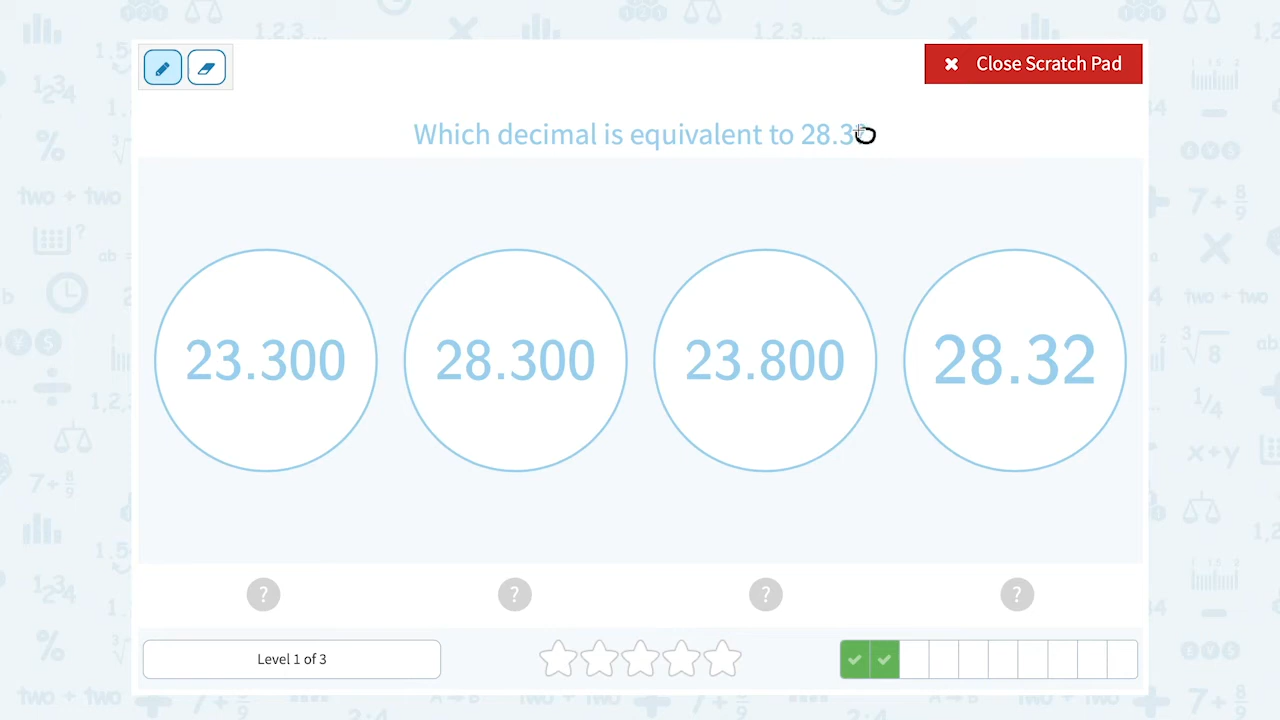 Close Scratch Pad
Which decimal is equivalent to 28.3
23.300
28.300
23.800
28.32
? ? ? ?
Level 1 of 3